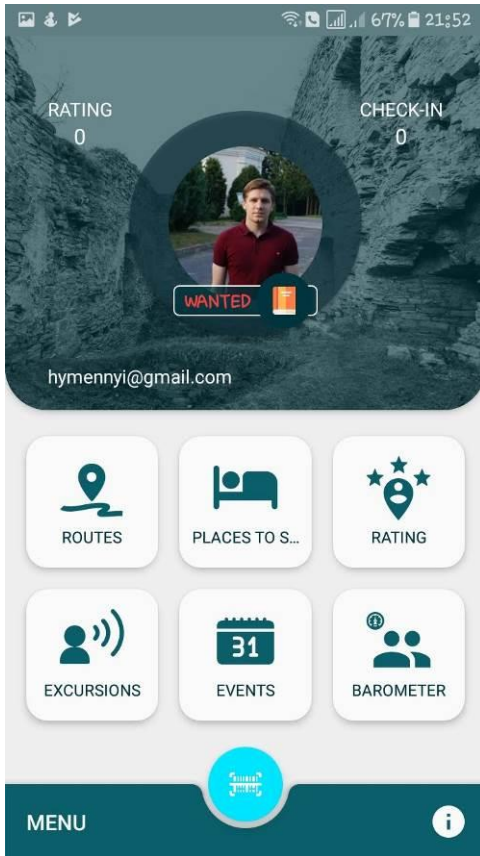 67% 21:52
RATING
0
CHECK-IN
0
WANTED
hymennyi@gmail.com
ROUTES
PLACES TO S...
RATING
EXCURSIONS
31
EVENTS
BAROMETER
MENU
i